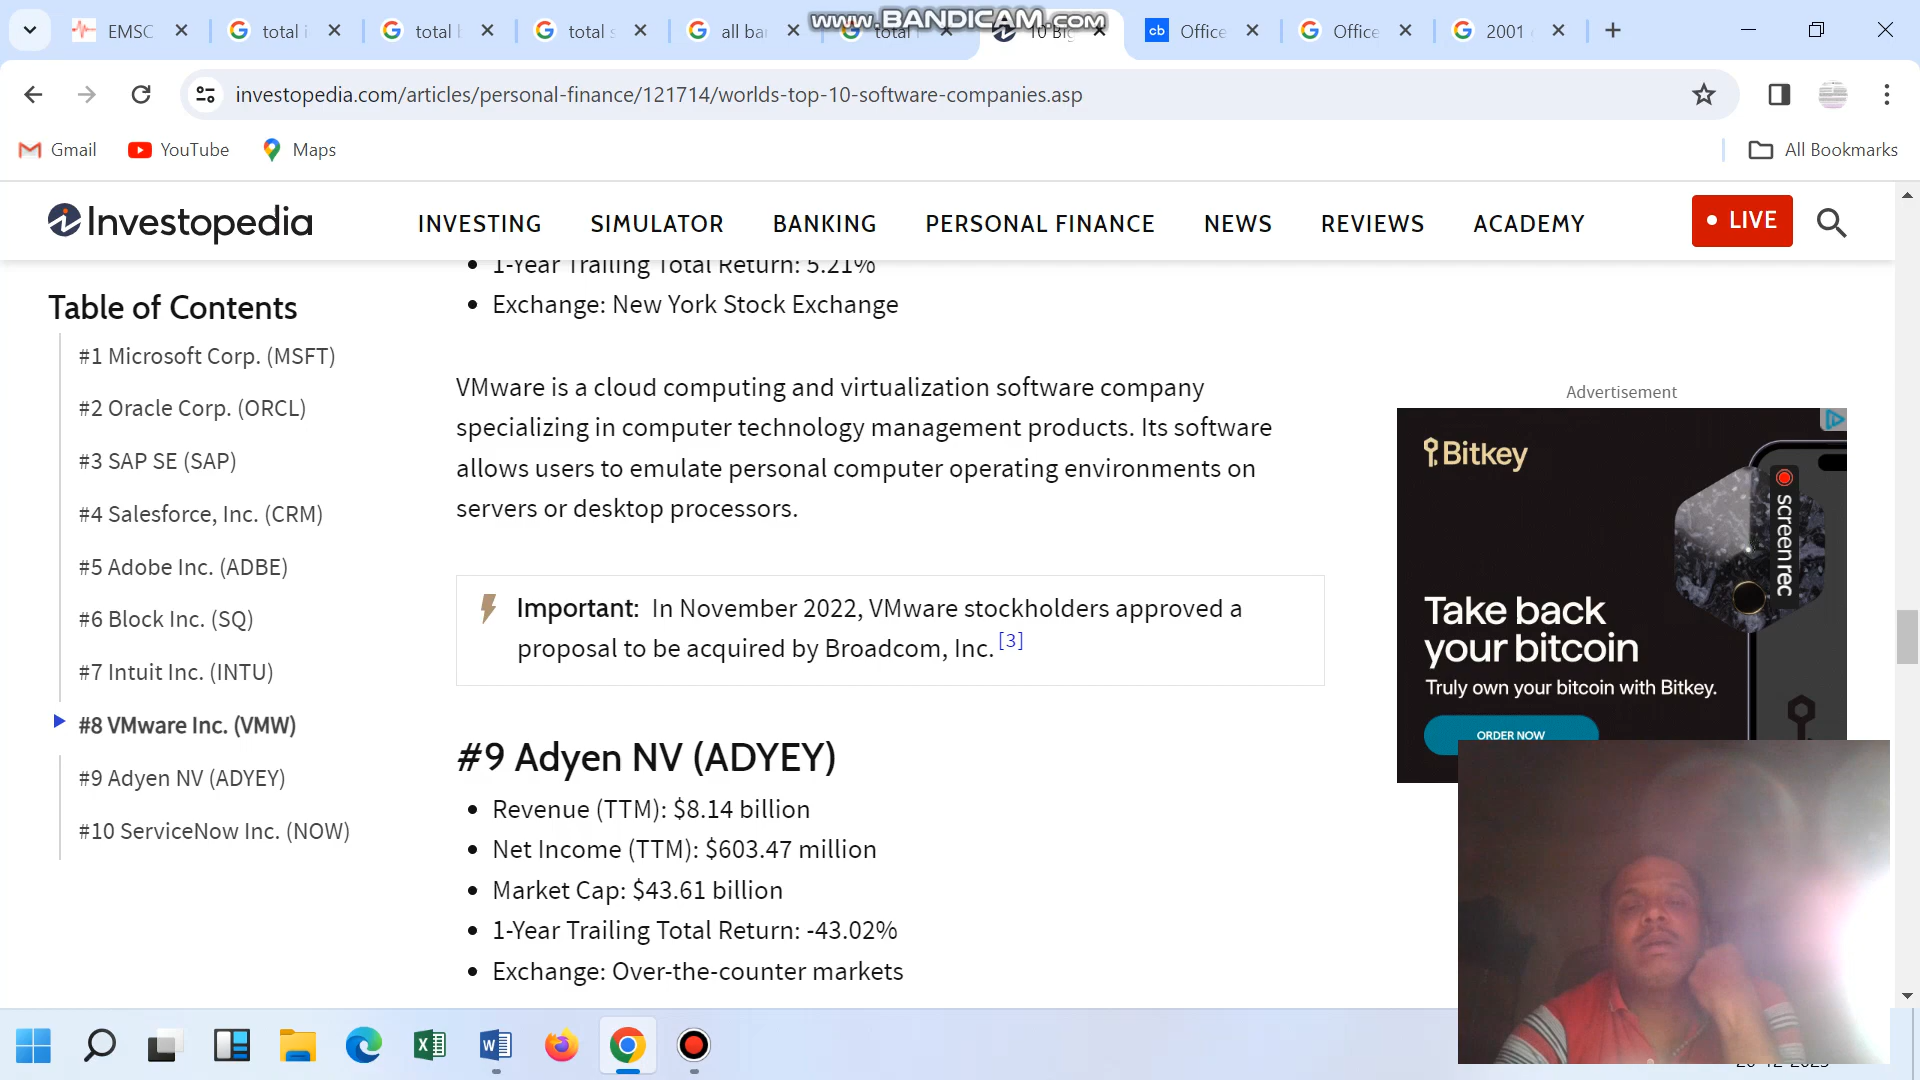 www.BANDICAM.com
EMSC
total i
total
total s
all ba
total
10 Big
Office
Office
2001
investopedia.com/articles/personal-finance/121714/worlds-top-10-software-companies.asp
Gmail YouTube Maps All Bookmarks
Investopedia INVESTING SIMULATOR BANKING PERSONAL FINANCE NEWS REVIEWS ACADEMY LIVE
Table of Contents
#1 Microsoft Corp. (MSFT)
#2 Oracle Corp. (ORCL)
#3 SAP SE (SAP)
#4 Salesforce, Inc. (CRM)
#5 Adobe Inc. (ADBE)
#6 Block Inc. (SQ)
#7 Intuit Inc. (INTU)
#8 VMware Inc. (VMW)
#9 Adyen NV (ADYEY)
#10 ServiceNow Inc. (NOW)
1-Year Trailing Total Return: 5.21%
Exchange: New York Stock Exchange
VMware is a cloud computing and virtualization software company
specializing in computer technology management products. Its software
allows users to emulate personal computer operating environments on
servers or desktop processors.
Important: In November 2022, VMware stockholders approved a
proposal to be acquired by Broadcom, Inc. [3]
#9 Adyen NV (ADYEY)
Revenue (TTM): $8.14 billion
Net Income (TTM): $603.47 million
Market Cap: $43.61 billion
1-Year Trailing Total Return: -43.02%
Exchange: Over-the-counter markets
Advertisement
Bitkey
Take back
your bitcoin
Truly own your bitcoin with Bitkey.
ORDER NOW
screenrec